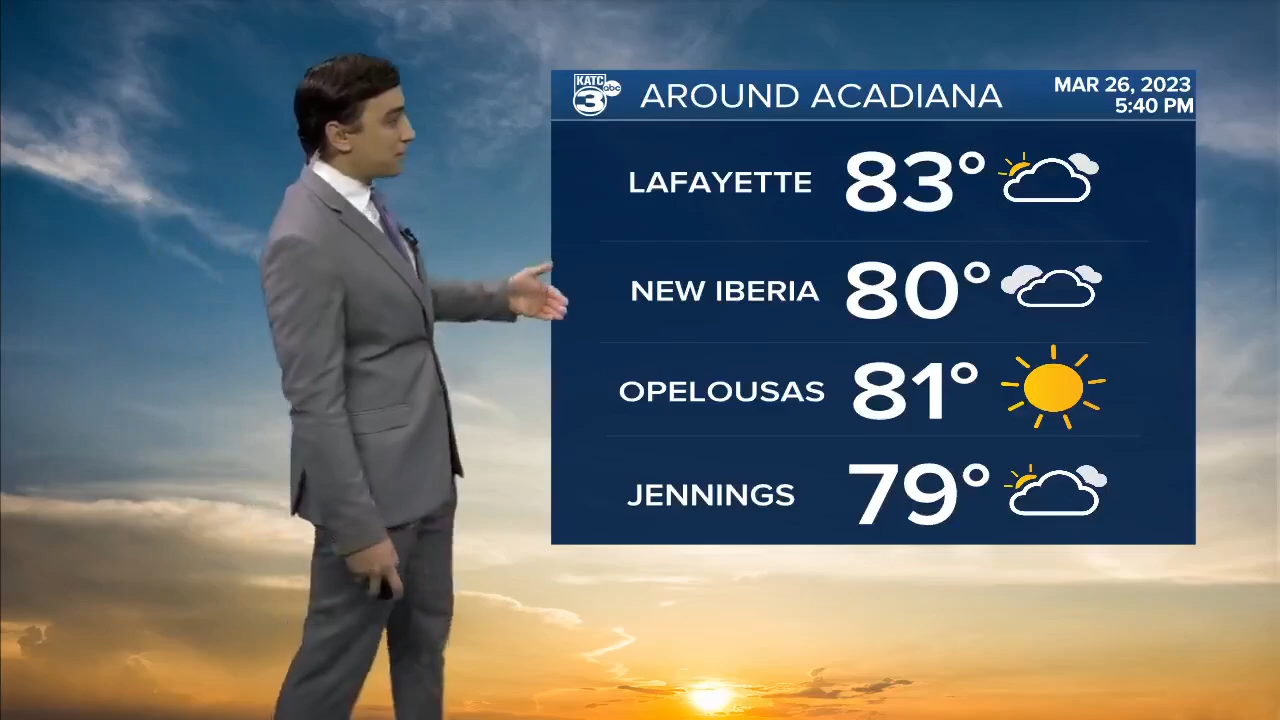 KATC
3 abc
AROUND ACADIANA
MAR 26, 2023
5:40 PM
LAFAYETTE 83°
NEW IBERIA 80°
OPELOUSAS 81°
JENNINGS 79°